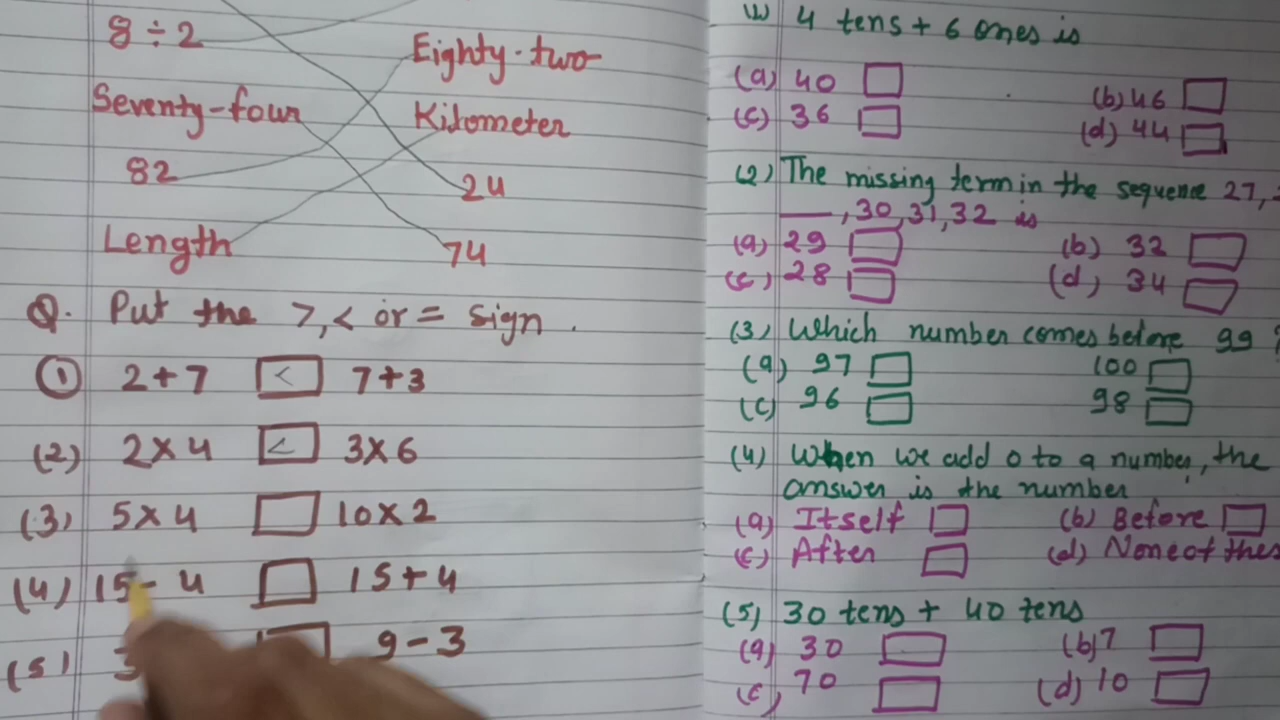 8 ÷ 2
Eighty-two
Seventy-four
Kilometer
82
24
Length
74
Q. Put the >, < or = sign.
① 2+7 < 7+3
(2) 2×4 < 3×6
(3) 5×4 10×2
(4) 15-4 15+4
(5) 9-3
(1) 4 tens + 6 ones is
(a) 40 (b) 46
(c) 36 (d) 44
(2) The missing term in the sequence 27,
__, 30, 31, 32 is
(a) 29 (b) 32
(c) 28 (d) 34
(3) Which number comes before 99 ?
(a) 97 100
(c) 96 98
(4) When we add 0 to a number, the
answer is the number
(a) Itself (b) Before
(c) After (d) None of thes
(5) 30 tens + 40 tens
(a) 30 (b) 7
(c) 70 (d) 10